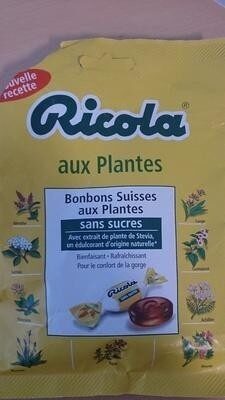 nouvelle
recette
Ricola®
aux Plantes
Bonbons Suisses
aux Plantes
sans sucres
Avec extrait de plante de Stevia,
un édulcorant d'origine naturelle*
Bienfaisant • Rafraîchissant
Pour le confort de la gorge
Ricola